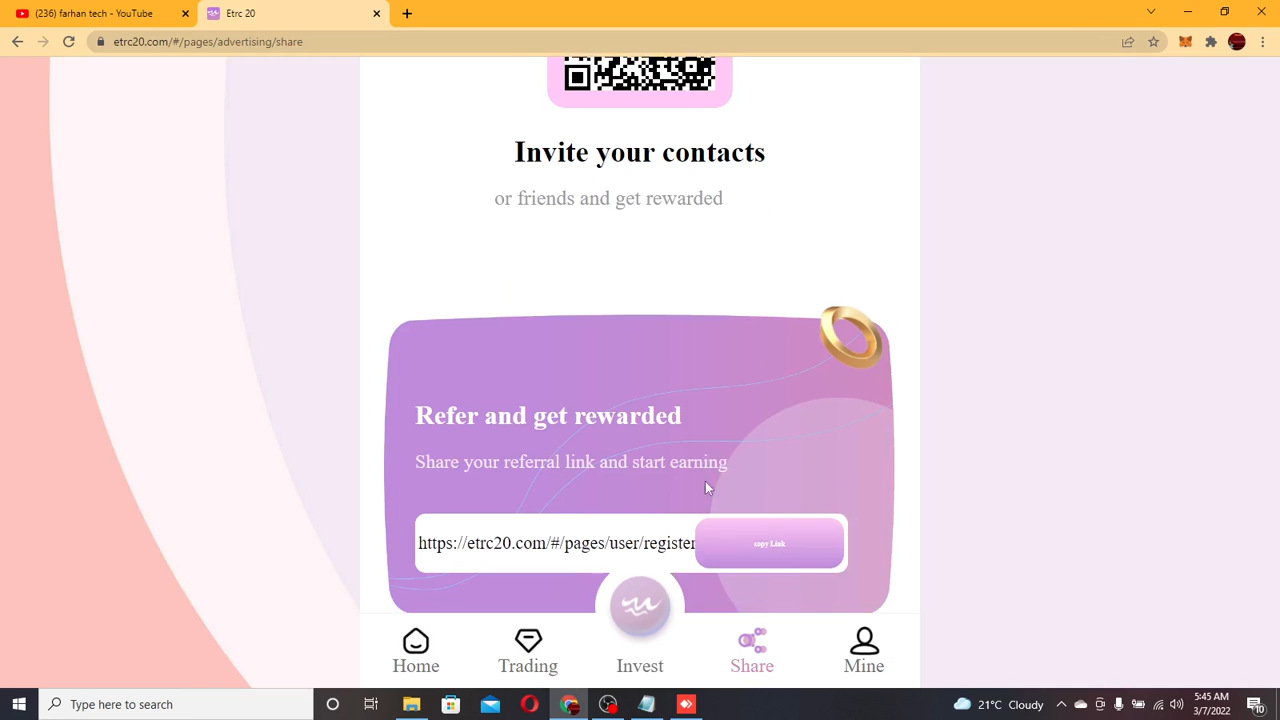 (236) farhan tech - YouTube
Etrc 20
etrc20.com/#/pages/advertising/share
Invite your contacts
or friends and get rewarded
Refer and get rewarded
Share your referral link and start earning
https://etrc20.com/#/pages/user/register
copy Link
Home
Trading
Invest
Share
Mine
Type here to search
21°C Cloudy
5:45 AM
3/7/2022
10